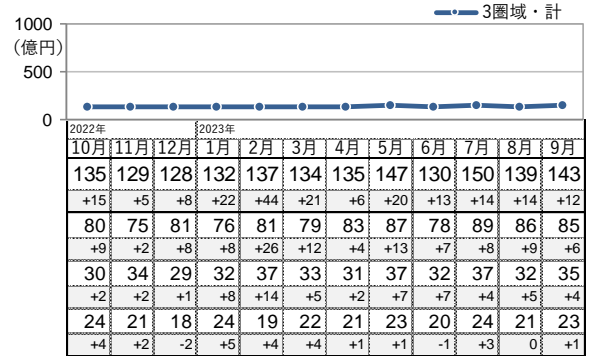 3圏域・計
1000
(億円)
500
0
2022年 2023年
10月 11月 12月 1月 2月 3月 4月 5月 6月 7月 8月 9月
135 129 128 132 137 134 135 147 130 150 139 143
+15 +5 +8 +22 +44 +21 +6 +20 +13 +14 +14 +12
80 75 81 76 81 79 83 87 78 89 86 85
+9 +2 +8 +8 +26 +12 +4 +13 +7 +8 +9 +6
30 34 29 32 37 33 31 37 32 37 32 35
+2 +2 +1 +8 +14 +5 +2 +7 +7 +4 +5 +4
24 21 18 24 19 22 21 23 20 24 21 23
+4 +2 -2 +5 +4 +4 +1 +1 -1 +3 0 +1